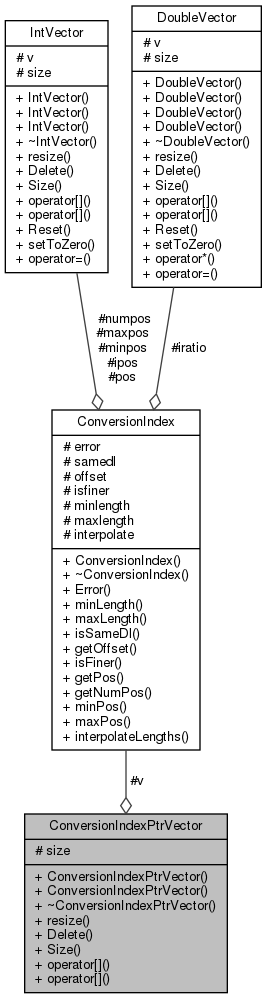 IntVector
# v
# size
+ IntVector()
+ IntVector()
+ IntVector()
+ ~IntVector()
+ resize()
+ Delete()
+ Size()
+ operator[]()
+ operator[]()
+ Reset()
+ setToZero()
+ operator=()
DoubleVector
# v
# size
+ DoubleVector()
+ DoubleVector()
+ DoubleVector()
+ DoubleVector()
+ ~DoubleVector()
+ resize()
+ Delete()
+ Size()
+ operator[]()
+ operator[]()
+ Reset()
+ setToZero()
+ operator*()
+ operator=()
#numpos
#maxpos
#minpos
#ipos
#pos
#iratio
ConversionIndex
# error
# samedl
# offset
# isfiner
# minlength
# maxlength
# interpolate
+ ConversionIndex()
+ ~ConversionIndex()
+ Error()
+ minLength()
+ maxLength()
+ isSameDl()
+ getOffset()
+ isFiner()
+ getPos()
+ getNumPos()
+ minPos()
+ maxPos()
+ interpolateLengths()
#v
ConversionIndexPtrVector
# size
+ ConversionIndexPtrVector()
+ ConversionIndexPtrVector()
+ ~ConversionIndexPtrVector()
+ resize()
+ Delete()
+ Size()
+ operator[]()
+ operator[]()